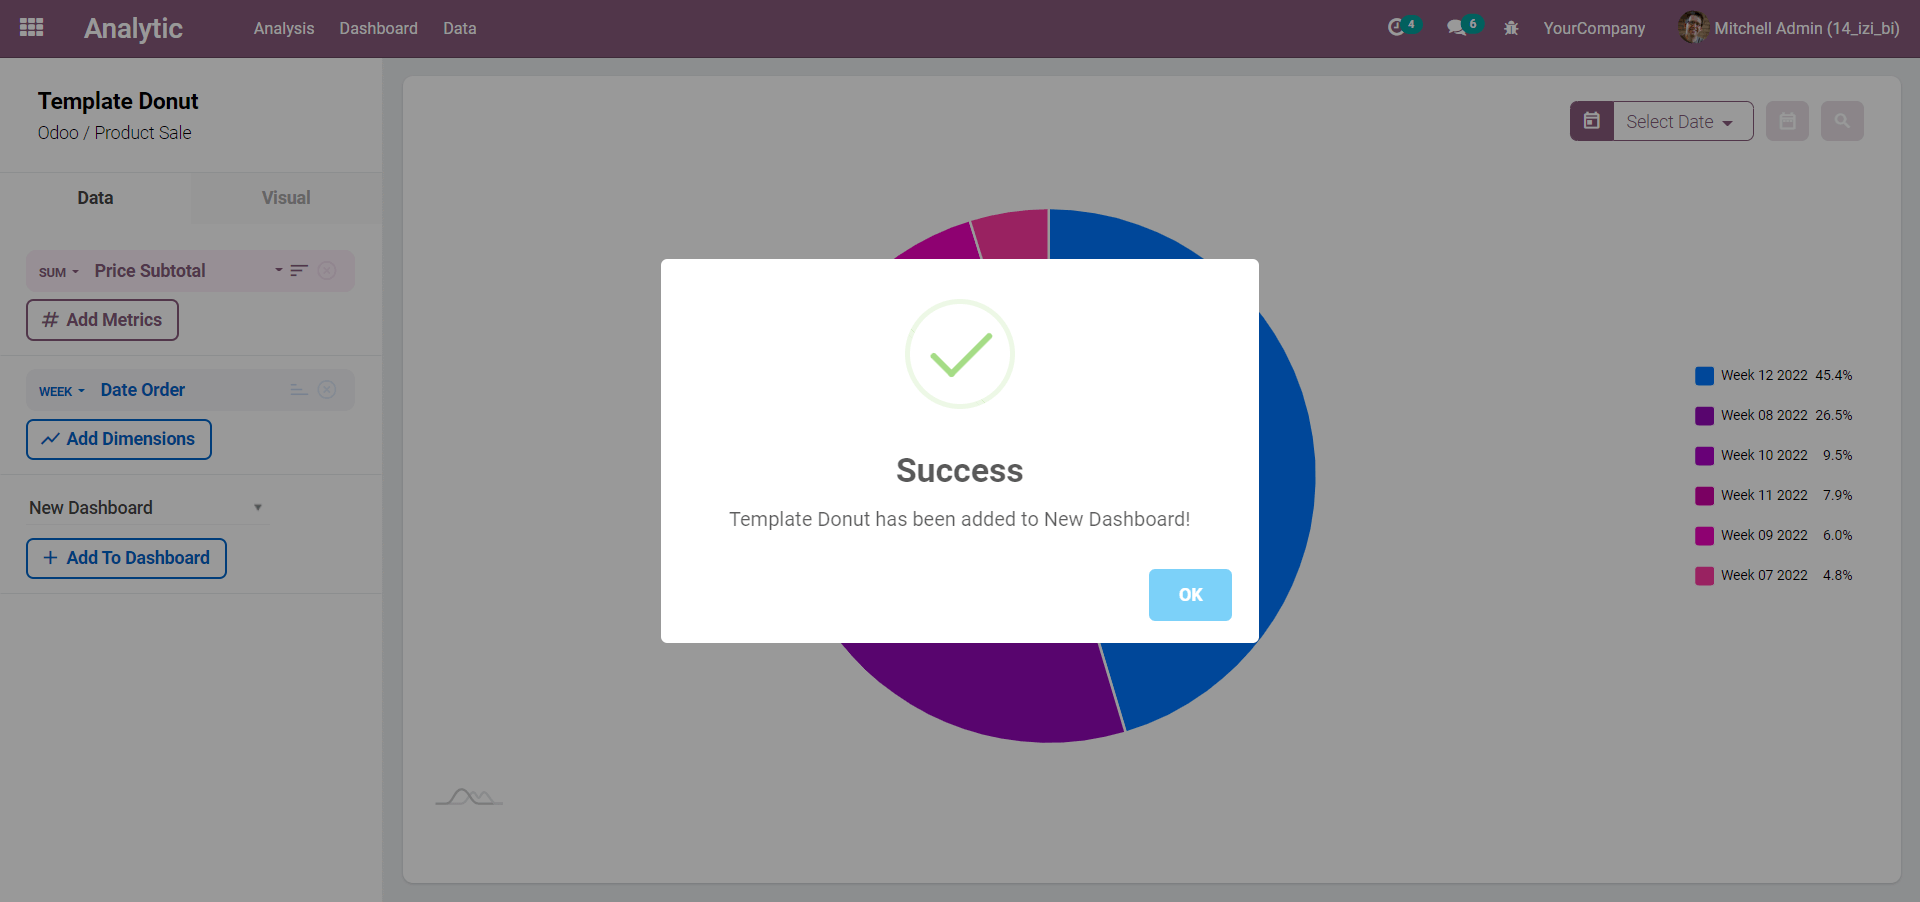 Analytic
Analysis Dashboard Data
4
6
YourCompany
Mitchell Admin (14_izi_bi)
Template Donut
Odoo / Product Sale
Data Visual
SUM Price Subtotal
# Add Metrics
WEEK Date Order
Add Dimensions
New Dashboard
+ Add To Dashboard
Select Date
Success
Template Donut has been added to New Dashboard!
OK
Week 12 2022 45.4%
Week 08 2022 26.5%
Week 10 2022 9.5%
Week 11 2022 7.9%
Week 09 2022 6.0%
Week 07 2022 4.8%